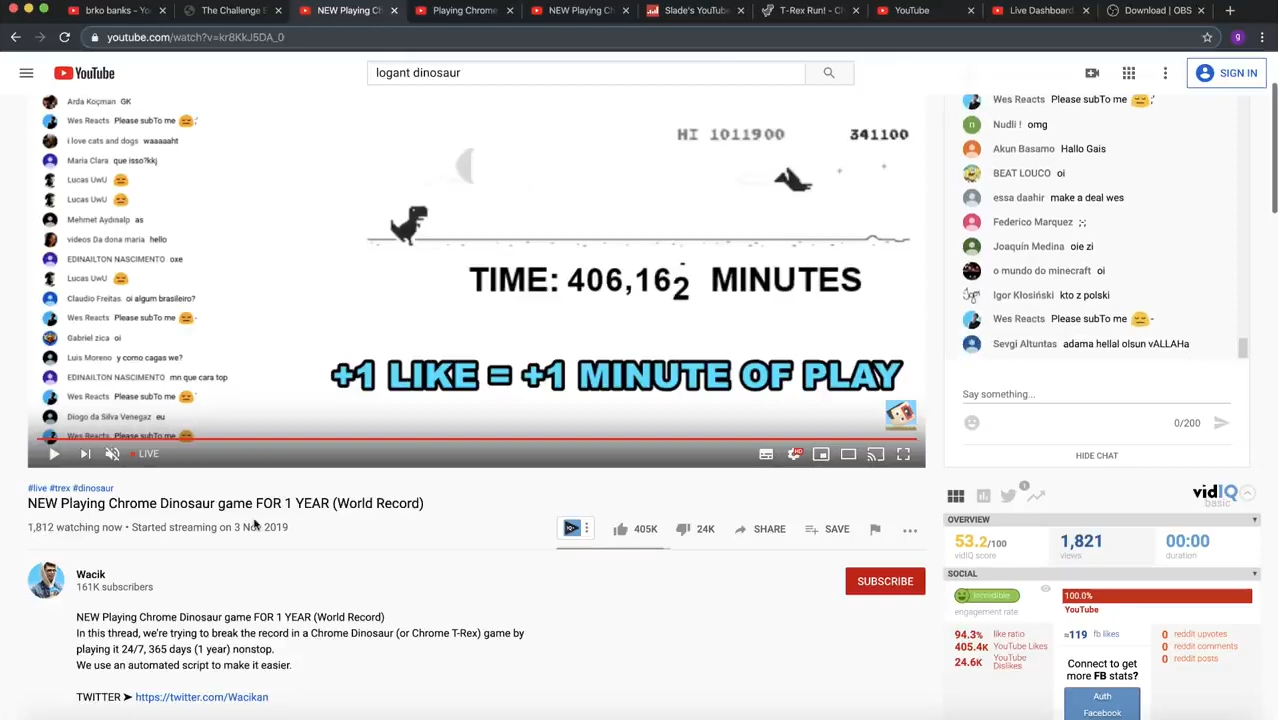 brko banks - Yo
The Challenge E
NEW Playing Ch
Playing Chrome
NEW Playing Ch
Slade's YouTube
T-Rex Run! - Ch
YouTube
Live Dashboard
Download | OBS
youtube.com/watch?v=kr8KkJ5DA_0
g
YouTube
logant dinosaur
SIGN IN
Arda Koçman GK
Wes Reacts Please subTo me
i love cats and dogs waaaaaht
Maria Clara que isso?kkj
Lucas UwU
Lucas UwU
Mehmet Aydınalp as
videos Da dona maria hello
EDINAILTON NASCIMENTO oxe
Lucas UwU
Claudio Freitas oi algum brasileiro?
Wes Reacts Please subTo me
Gabriel zica oi
Luis Moreno y como cagas we?
EDINAILTON NASCIMENTO mn que cara top
Wes Reacts Please subTo me
Diogo da Silva Venegaz eu
Wes Reacts Please subTo me
HI 1011900 341100
TIME: 406,162 MINUTES
+1 LIKE = +1 MINUTE OF PLAY
LIVE
HD
Wes Reacts Please subTo me
n Nudli ! omg
Akun Basamo Hallo Gais
BEAT LOUCO oi
essa daahir make a deal wes
Federico Marquez ;-;
Joaquín Medina oie zi
o mundo do minecraft oi
Igor Kłosiński kto z polski
Wes Reacts Please subTo me -
Sevgi Altuntas adama hellal olsun vALLAHa
Say something...
0/200
HIDE CHAT
#live #trex #dinosaur
NEW Playing Chrome Dinosaur game FOR 1 YEAR (World Record)
1,812 watching now • Started streaming on 3 Nov 2019
405K 24K SHARE SAVE
Wacik
161K subscribers
SUBSCRIBE
NEW Playing Chrome Dinosaur game FOR 1 YEAR (World Record)
In this thread, we're trying to break the record in a Chrome Dinosaur (or Chrome T-Rex) game by
playing it 24/7, 365 days (1 year) nonstop.
We use an automated script to make it easier.
TWITTER ➤ https://twitter.com/Wacikan
1
vidIQ
basic
OVERVIEW
53.2/100 1,821 00:00
vidIQ score views duration
SOCIAL
Incredible
engagement rate
100.0%
YouTube
94.3% like ratio
405.4K YouTube Likes
24.6K YouTube Dislikes
≈119 fb likes
Connect to get
more FB stats?
Auth
Facebook
0 reddit upvotes
0 reddit comments
0 reddit posts